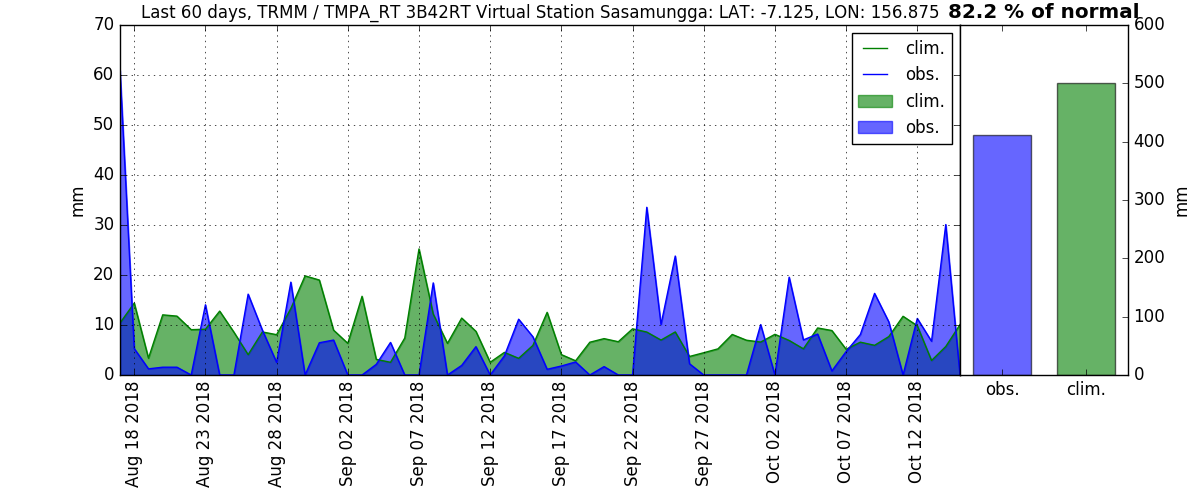 Last 60 days, TRMM / TMPA_RT 3B42RT Virtual Station Sasamungga: LAT: -7.125, LON: 156.875
82.2 % of normal
70
60
50
40
30
20
10
0
mm
clim.
obs.
clim.
obs.
Aug 18 2018
Aug 23 2018
Aug 28 2018
Sep 02 2018
Sep 07 2018
Sep 12 2018
Sep 17 2018
Sep 22 2018
Sep 27 2018
Oct 02 2018
Oct 07 2018
Oct 12 2018
600
500
400
300
200
100
0
mm
obs.
clim.